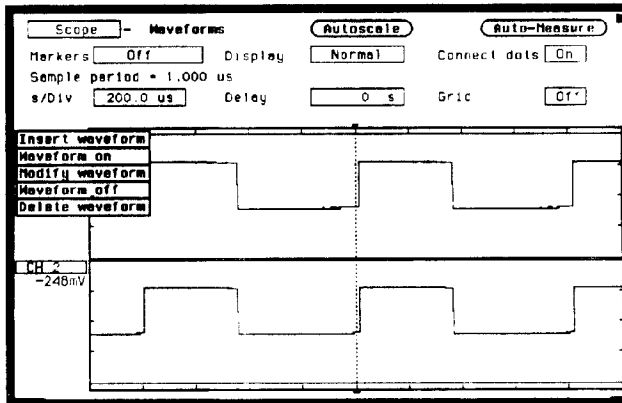 Scope - Waveforms Autoscale Auto-Measure
Markers Off Display Normal Connect dots On
Sample period = 1.000 us
s/Div 200.0 us Delay 0 s Grid Off
Insert waveform
Waveform on
Modify waveform
Waveform off
Delete waveform
CH 2
-248mV